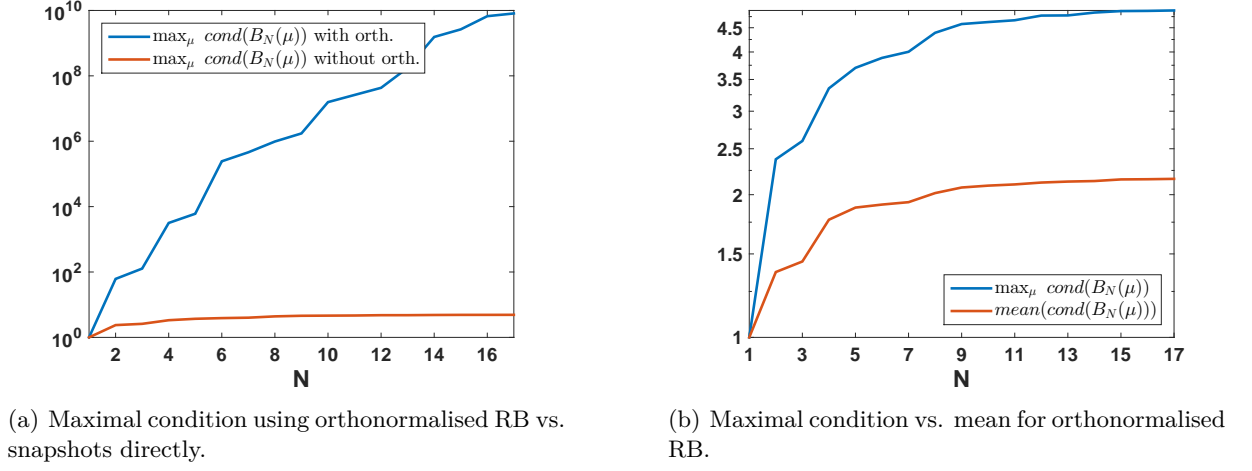 10^10
10^8
10^6
10^4
10^2
10^0
max_μ cond(B_N(μ)) with orth.
max_μ cond(B_N(μ)) without orth.
2 4 6 8 10 12 14 16
N
(a) Maximal condition using orthonormalised RB vs.
snapshots directly.
4.5
4
3.5
3
2.5
2
1.5
1
max_μ cond(B_N(μ))
mean(cond(B_N(μ)))
1 3 5 7 9 11 13 15 17
N
(b) Maximal condition vs. mean for orthonormalised
RB.